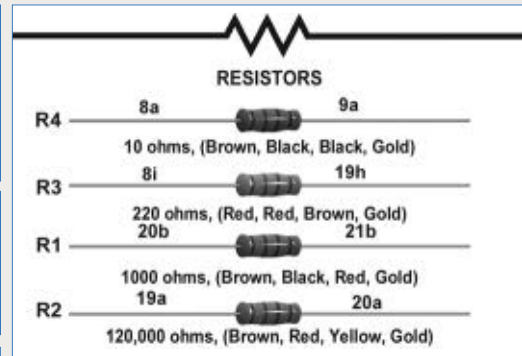 RESISTORS
8a 9a
R4
10 ohms, (Brown, Black, Black, Gold)
8i 19h
R3
220 ohms, (Red, Red, Brown, Gold)
20b 21b
R1
1000 ohms, (Brown, Black, Red, Gold)
19a 20a
R2
120,000 ohms, (Brown, Red, Yellow, Gold)